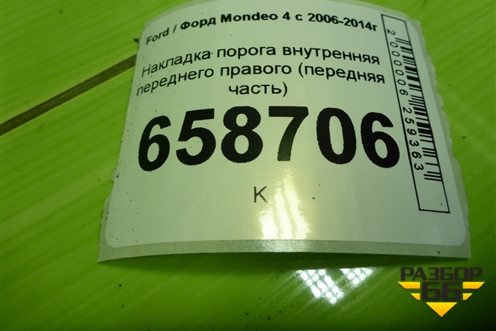 Ford / Форд Mondeo 4 с 2006-2014г
Накладка порога внутренняя
переднего правого (передняя
часть)
658706
К
2000006259363
РАЗБОР
66